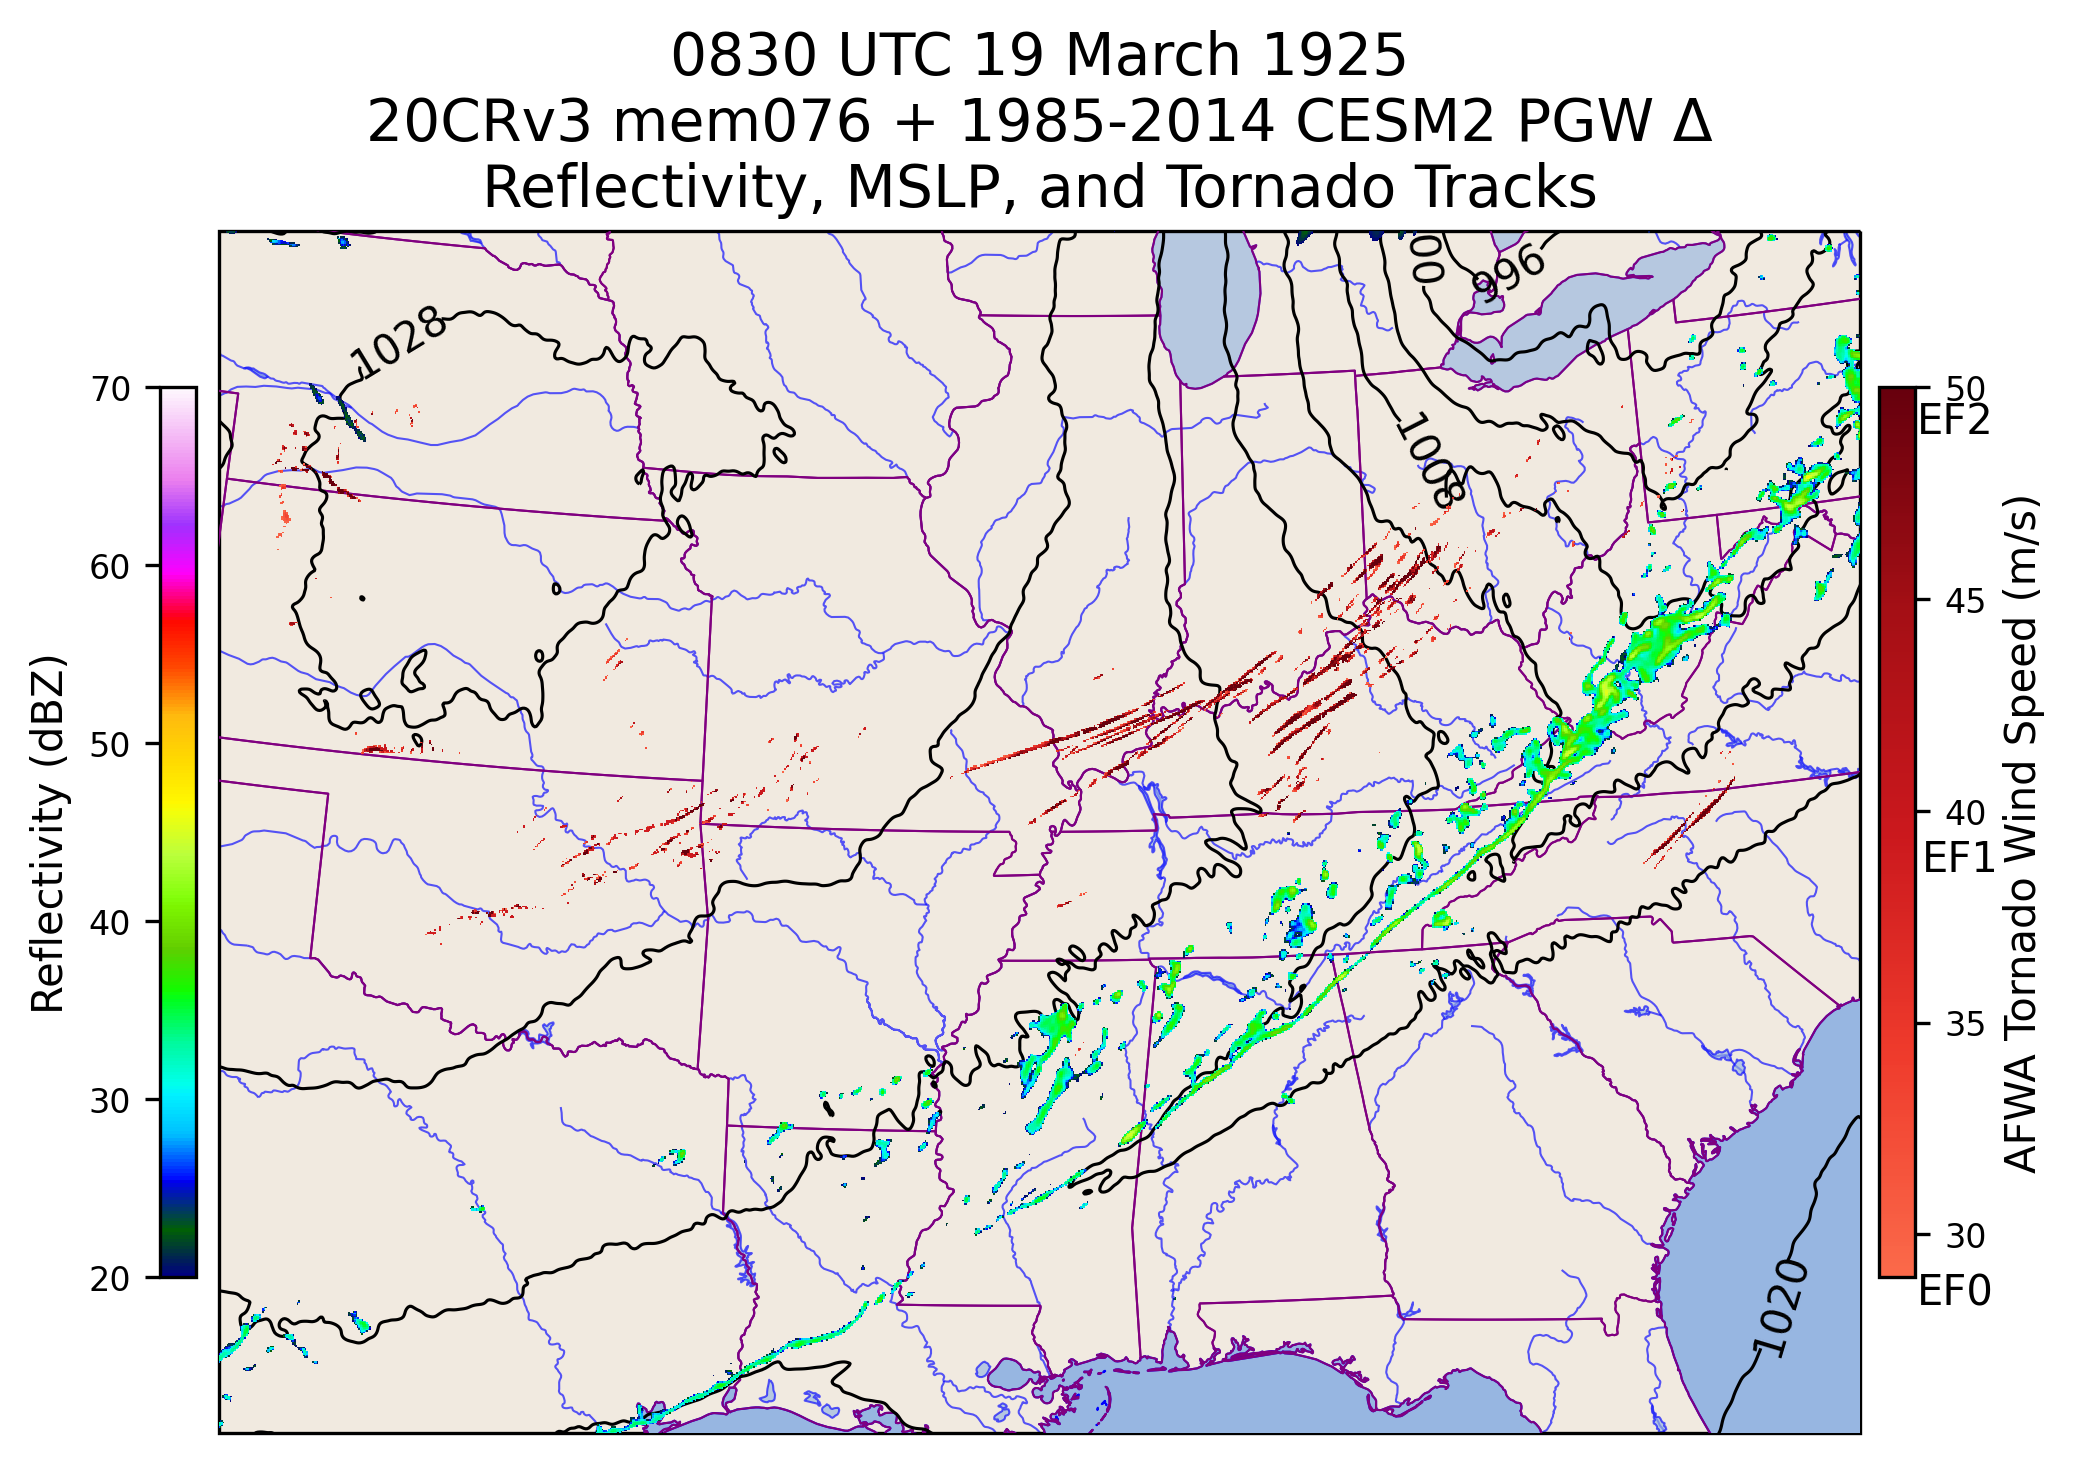 0830 UTC 19 March 1925
20CRv3 mem076 + 1985-2014 CESM2 PGW Δ
Reflectivity, MSLP, and Tornado Tracks
Reflectivity (dBZ)
70
60
50
40
30
20
1028
00
996
1008
1020
50
EF2
45
40
EF1
35
30
EF0
AFWA Tornado Wind Speed (m/s)